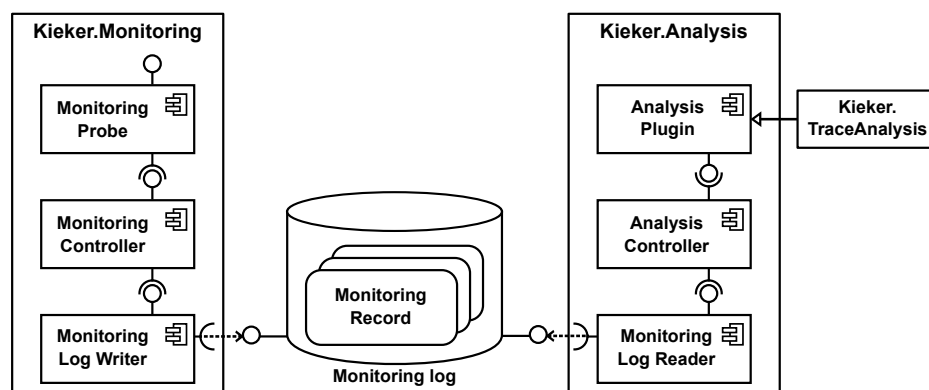 Kieker.Monitoring
Monitoring
Probe
Monitoring
Controller
Monitoring
Log Writer
Monitoring
Record
Monitoring log
Kieker.Analysis
Analysis
Plugin
Analysis
Controller
Monitoring
Log Reader
Kieker.
TraceAnalysis